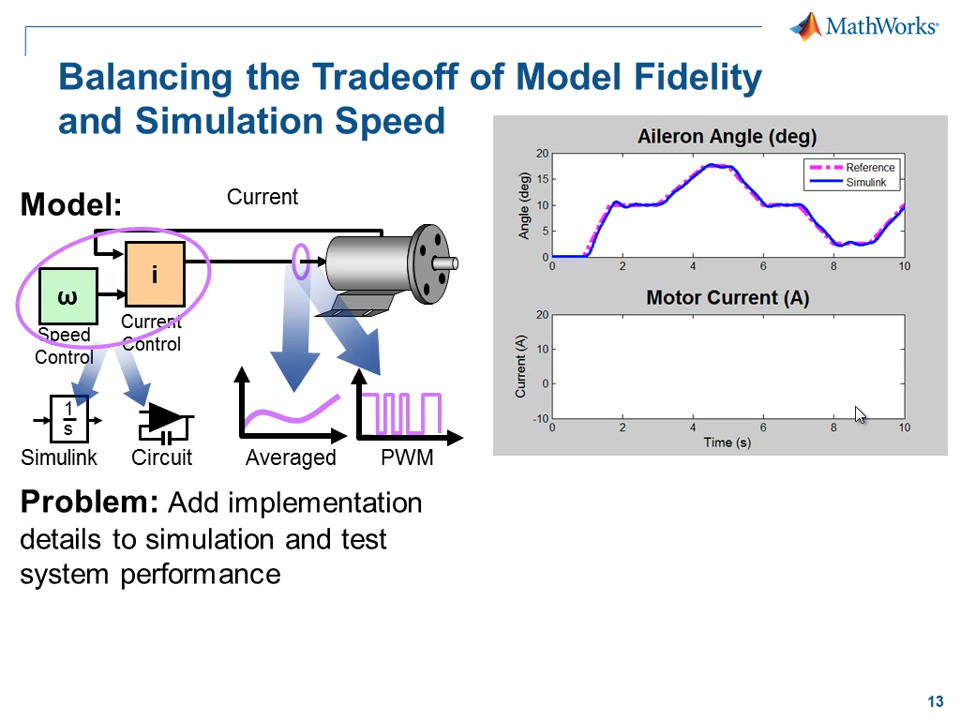 MathWorks®
Balancing the Tradeoff of Model Fidelity
and Simulation Speed
Model:
Current
ω
i
Speed
Control
Current
Control
1
s
Simulink
Circuit
Averaged
PWM
Problem: Add implementation
details to simulation and test
system performance
Aileron Angle (deg)
Angle (deg)
20
15
10
5
0
0 2 4 6 8 10
Reference
Simulink
Motor Current (A)
Current (A)
20
10
0
-10
0 2 4 6 8 10
Time (s)
13